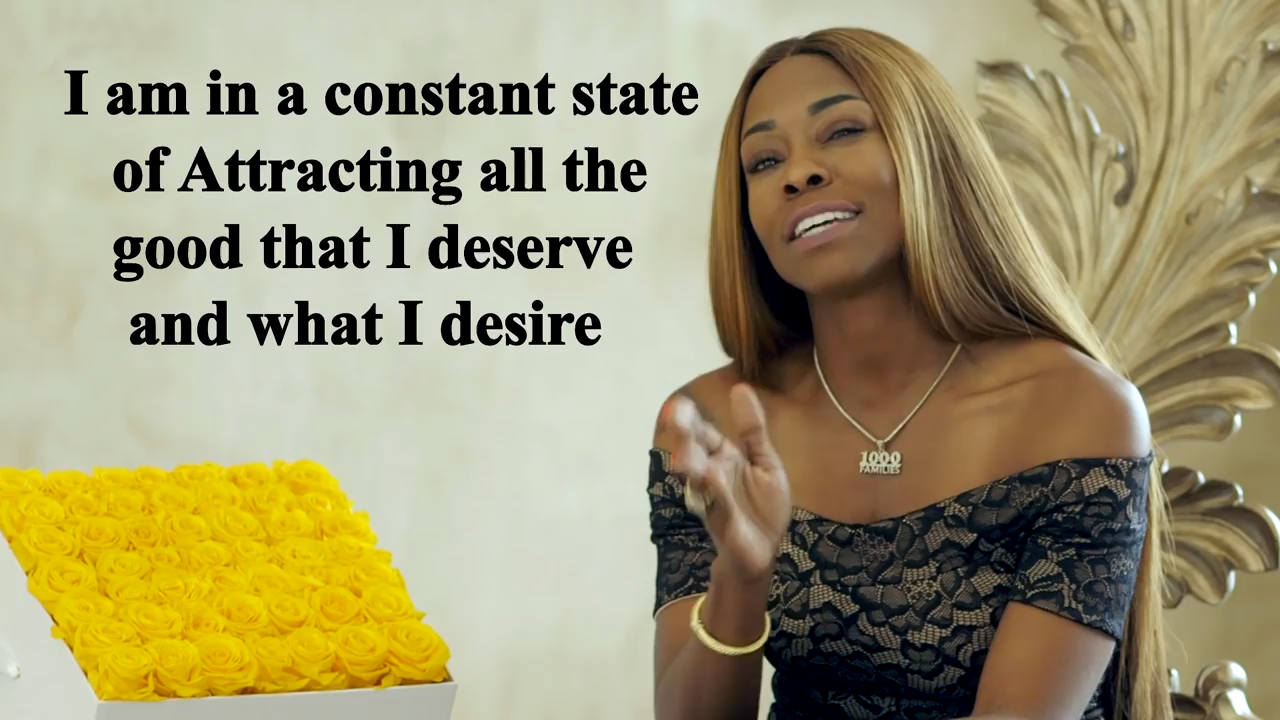 I am in a constant state
of Attracting all the
good that I deserve
and what I desire
1000
FAMILIES